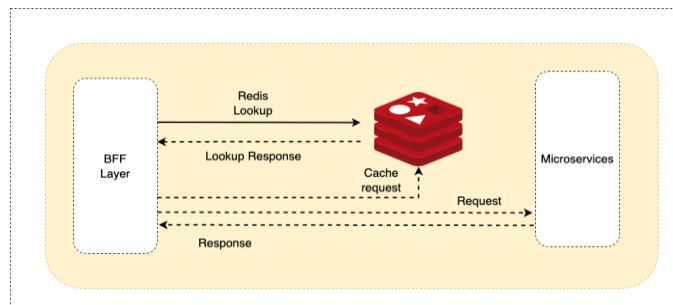 Redis
Lookup
BFF
Layer
Lookup Response
Microservices
Cache
request
Request
Response